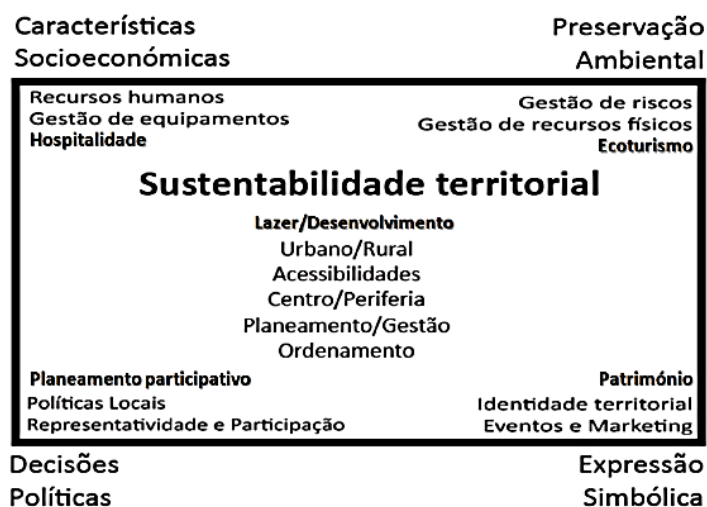 Características
Socioeconómicas
Preservação
Ambiental
Recursos humanos
Gestão de equipamentos
Hospitalidade
Gestão de riscos
Gestão de recursos físicos
Ecoturismo
Sustentabilidade territorial
Lazer/Desenvolvimento
Urbano/Rural
Acessibilidades
Centro/Periferia
Planeamento/Gestão
Ordenamento
Planeamento participativo
Políticas Locais
Representatividade e Participação
Património
Identidade territorial
Eventos e Marketing
Decisões
Políticas
Expressão
Simbólica